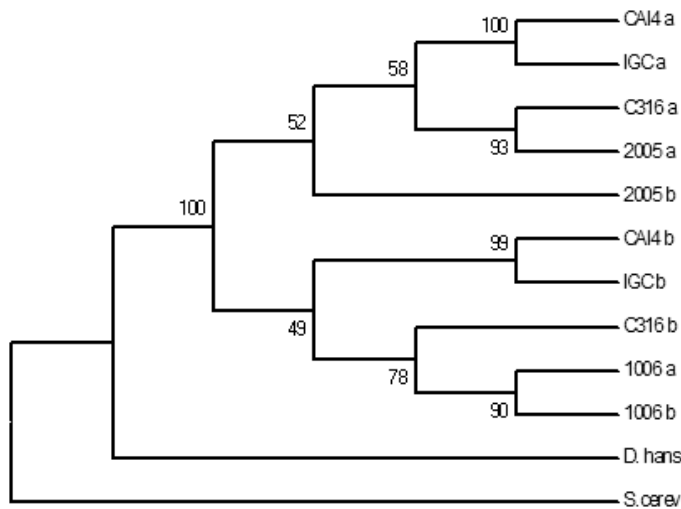 CAI4 a
100
IGC a
58
C316 a
52
93
2005 a
2005 b
100
CAI4 b
99
IGC b
49
C316 b
78
1006 a
90
1006 b
D. hans
S.cerev